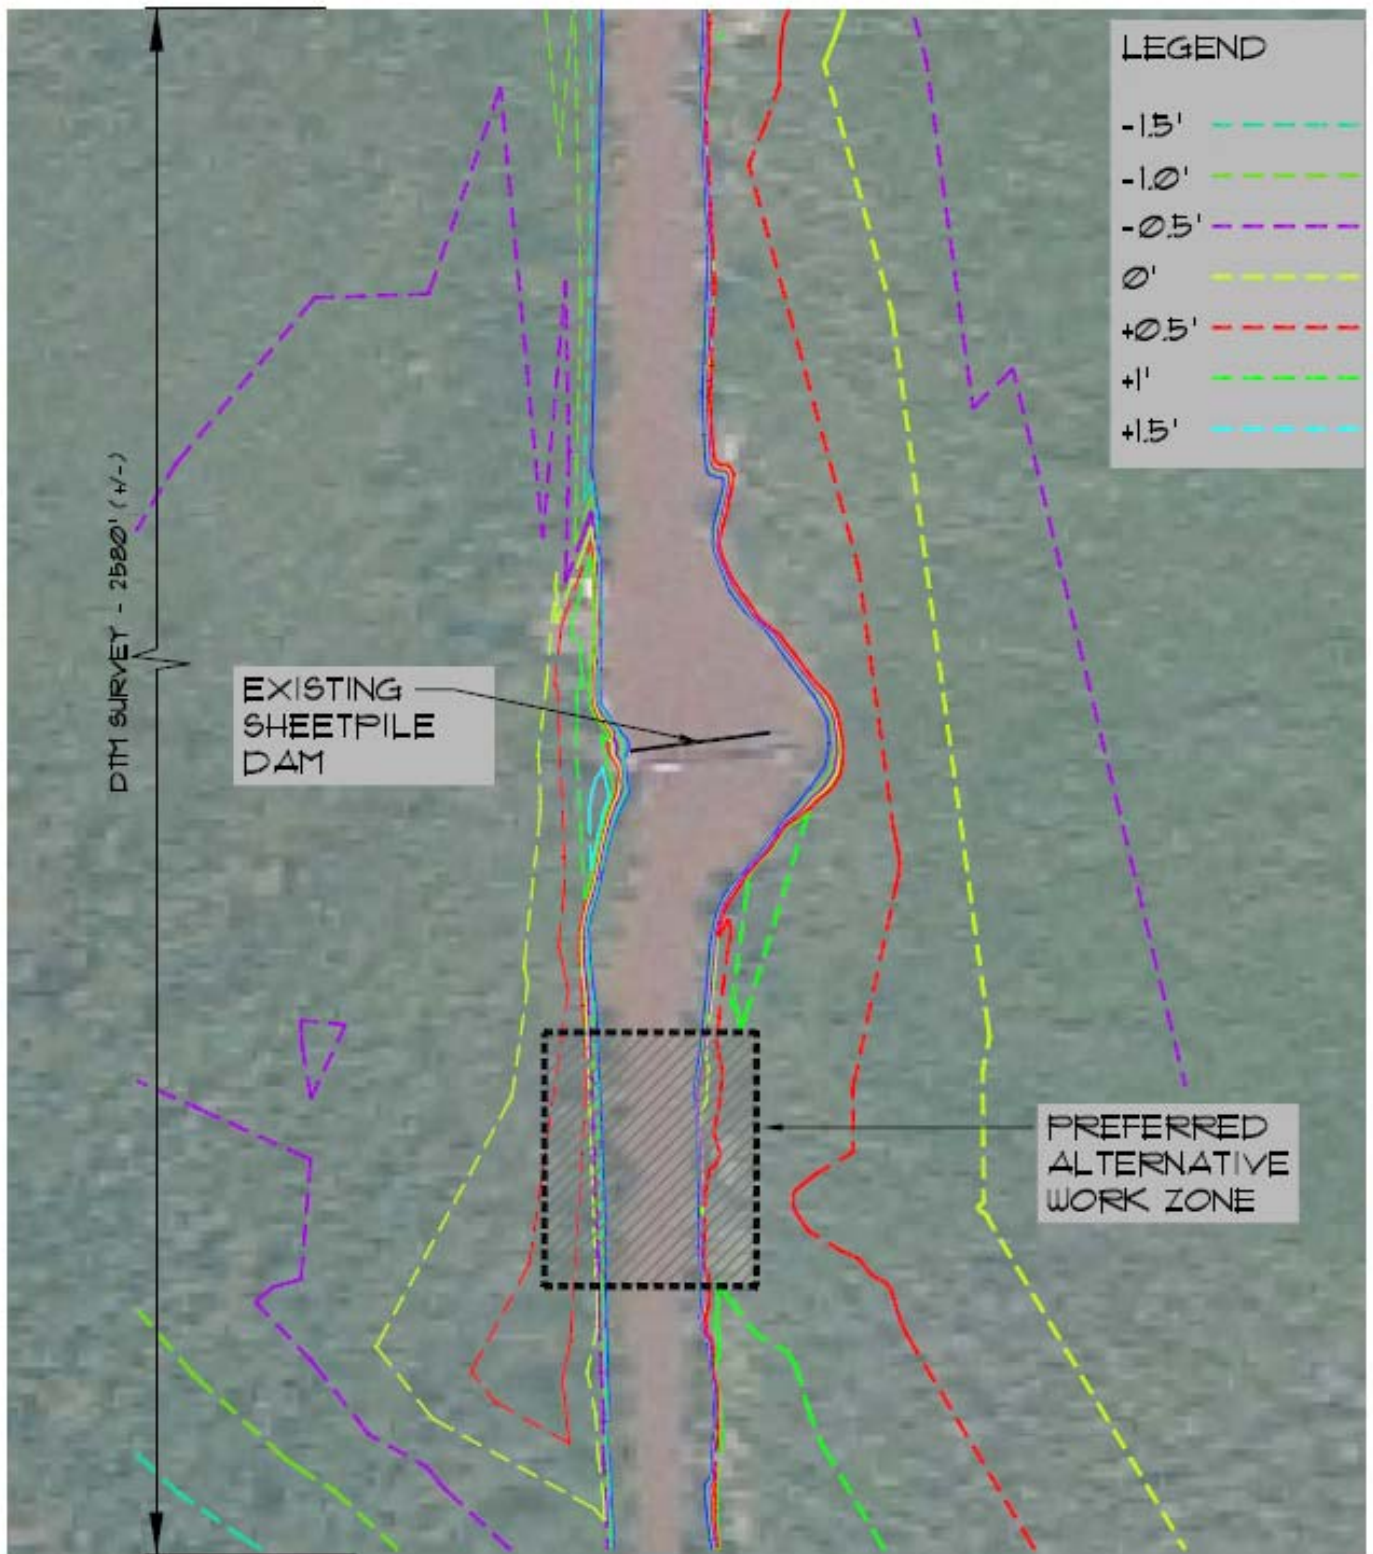 LEGEND
-1.5'
-1.0'
-0.5'
0'
+0.5'
+1'
+1.5'
DTM SURVEY - 2580' (+/-)
EXISTING
SHEETPILE
DAM
PREFERRED
ALTERNATIVE
WORK ZONE